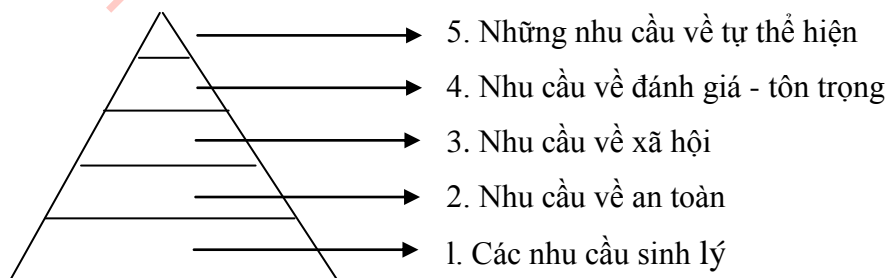 5. Những nhu cầu về tự thể hiện
4. Nhu cầu về đánh giá - tôn trọng
3. Nhu cầu về xã hội
2. Nhu cầu về an toàn
l. Các nhu cầu sinh lý